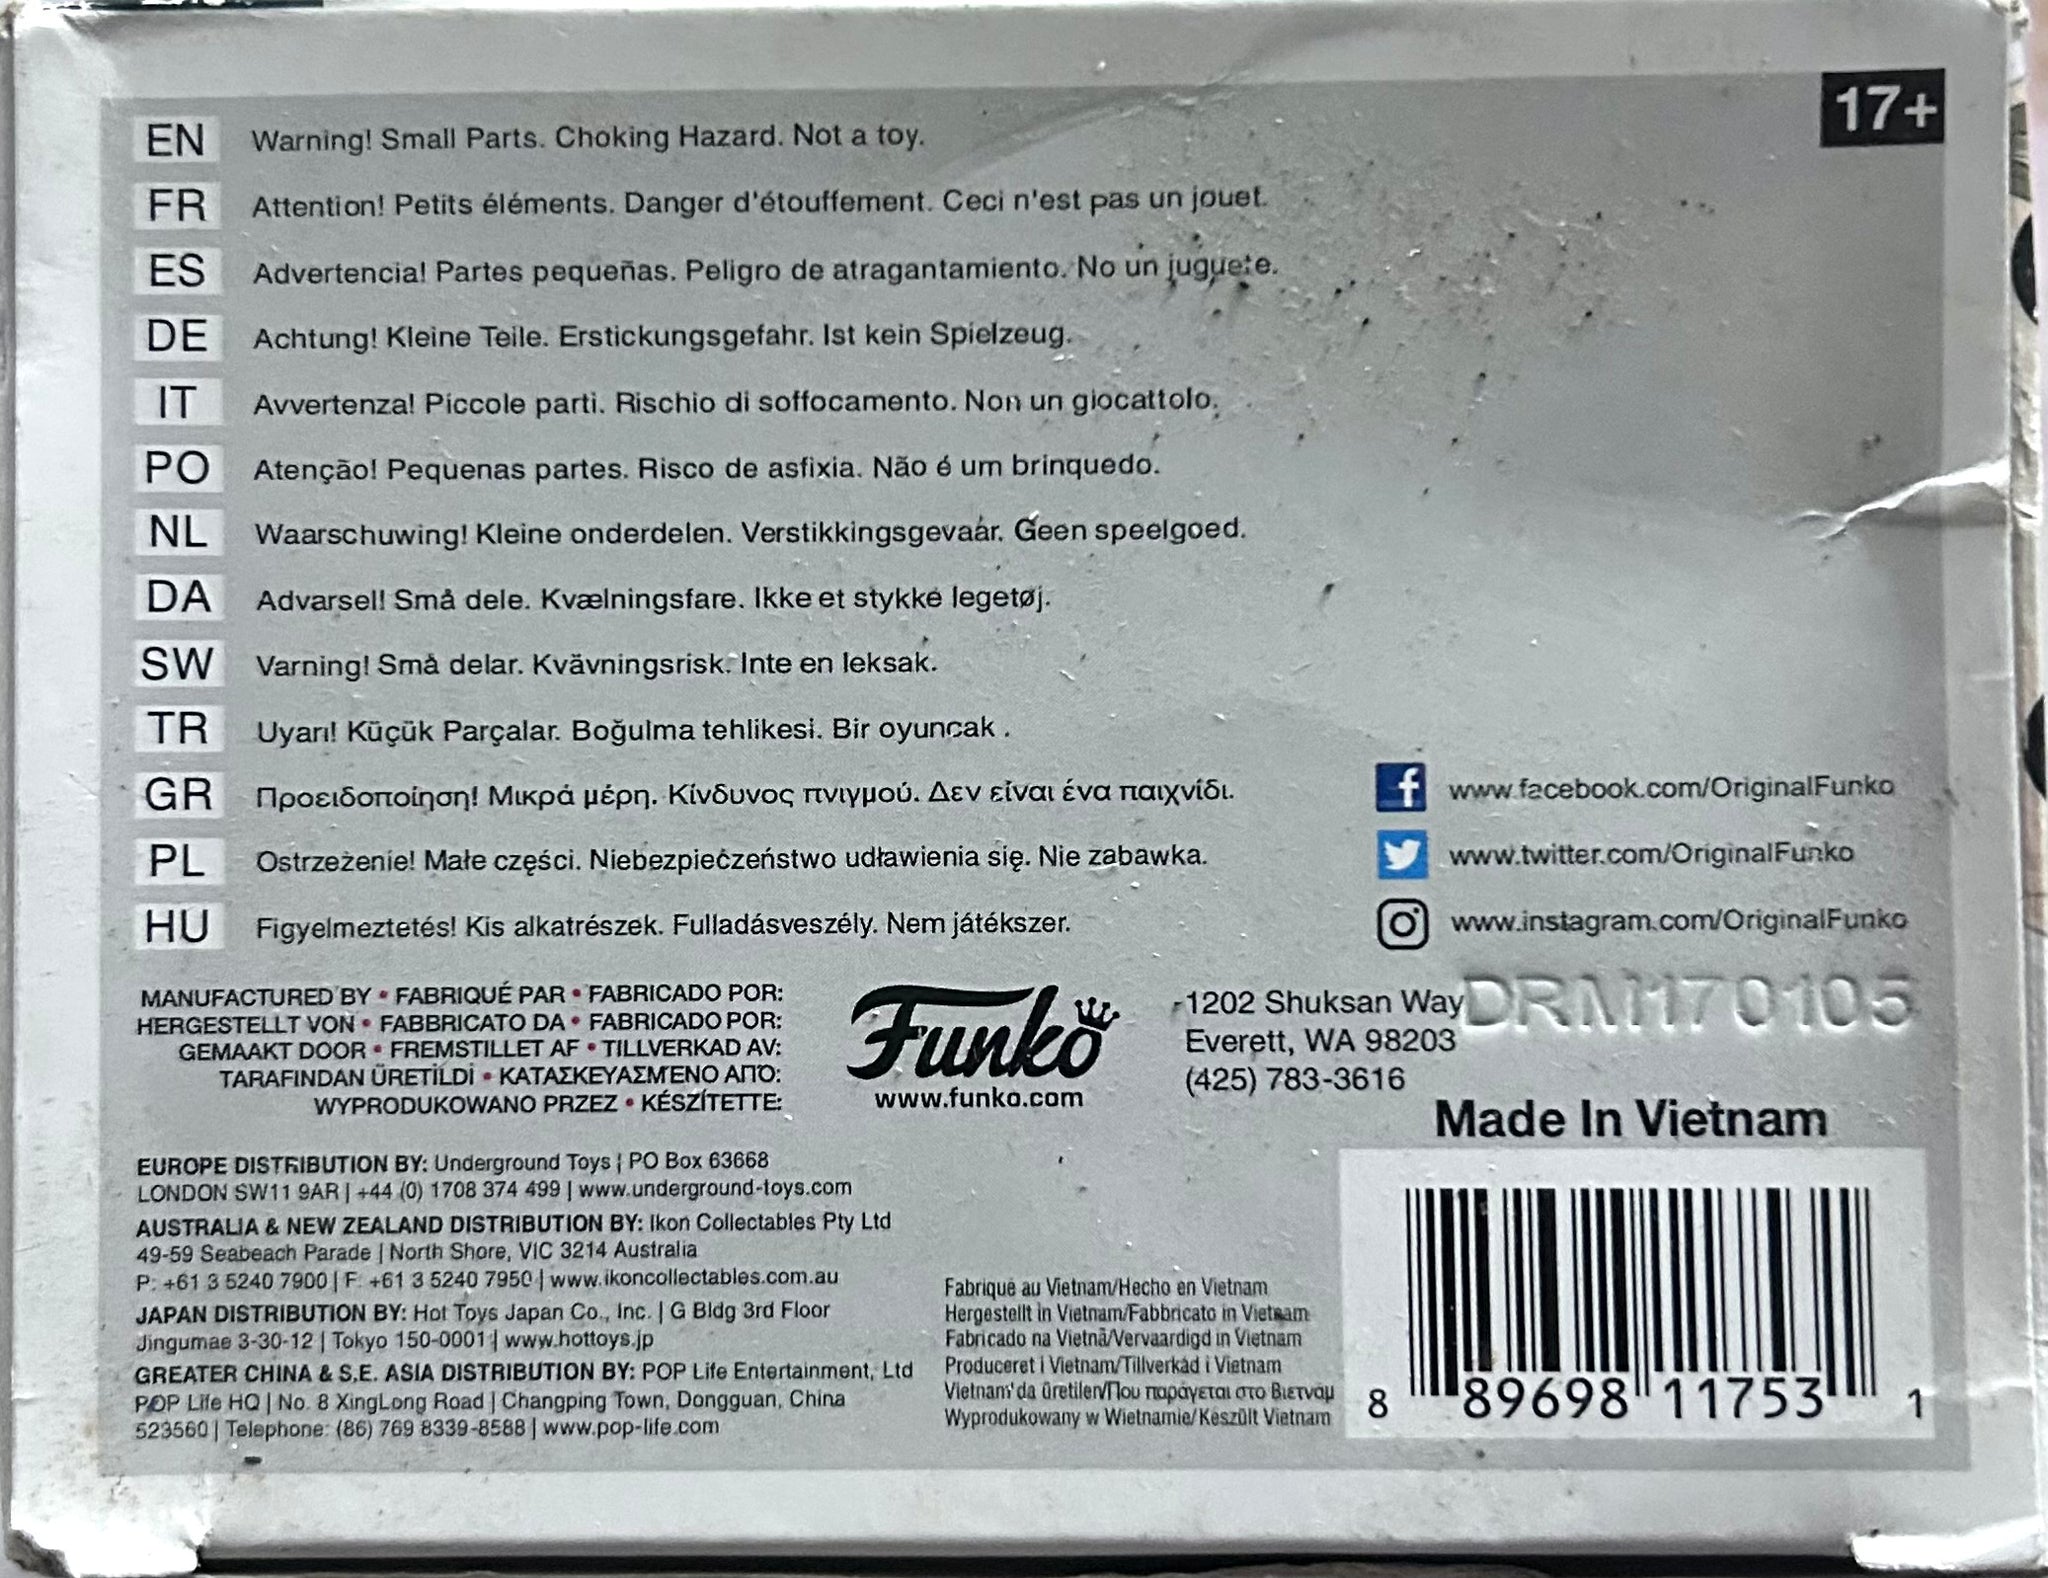 17+
EN Warning! Small Parts. Choking Hazard. Not a toy.
FR Attention! Petits éléments. Danger d'étouffement. Ceci n'est pas un jouet.
ES Advertencia! Partes pequeñas. Peligro de atragantamiento. No un juguete.
DE Achtung! Kleine Teile. Erstickungsgefahr. Ist kein Spielzeug.
IT Avvertenza! Piccole parti. Rischio di soffocamento. Non un giocattolo.
PO Atenção! Pequenas partes. Risco de asfixia. Não é um brinquedo.
NL Waarschuwing! Kleine onderdelen. Verstikkingsgevaar. Geen speelgoed.
DA Advarsel! Små dele. Kvælningsfare. Ikke et stykke legetøj.
SW Varning! Små delar. Kvävningsrisk. Inte en leksak.
TR Uyarı! Küçük Parçalar. Boğulma tehlikesi. Bir oyuncak .
GR Προειδοποίηση! Μικρά μέρη. Κίνδυνος πνιγμού. Δεν είναι ένα παιχνίδι.
PL Ostrzeżenie! Małe części. Niebezpieczeństwo udławienia się. Nie zabawka.
HU Figyelmeztetés! Kis alkatrészek. Fulladásveszély. Nem játékszer.
www.facebook.com/OriginalFunko
www.twitter.com/OriginalFunko
www.instagram.com/OriginalFunko
MANUFACTURED BY • FABRIQUÉ PAR • FABRICADO POR:
HERGESTELLT VON • FABBRICATO DA • FABRICADO POR:
GEMAAKT DOOR • FREMSTILLET AF • TILLVERKAD AV:
TARAFINDAN ÜRETİLDİ • ΚΑΤΑΣΚΕΥΑΣΜΈΝΟ ΑΠΌ:
WYPRODUKOWANO PRZEZ • KÉSZÍTETTE:
Funko
www.funko.com
1202 Shuksan Way
Everett, WA 98203
(425) 783-3616
DRM170105
Made In Vietnam
EUROPE DISTRIBUTION BY: Underground Toys | PO Box 63668
LONDON SW11 9AR | +44 (0) 1708 374 499 | www.underground-toys.com
AUSTRALIA & NEW ZEALAND DISTRIBUTION BY: Ikon Collectables Pty Ltd
49-59 Seabeach Parade | North Shore, VIC 3214 Australia
P: +61 3 5240 7900 | F: +61 3 5240 7950 | www.ikoncollectables.com.au
JAPAN DISTRIBUTION BY: Hot Toys Japan Co., Inc. | G Bldg 3rd Floor
Jingumae 3-30-12 | Tokyo 150-0001 | www.hottoys.jp
GREATER CHINA & S.E. ASIA DISTRIBUTION BY: POP Life Entertainment, Ltd
POP Life HQ | No. 8 XingLong Road | Changping Town, Dongguan, China
523560 | Telephone: (86) 769 8339-8588 | www.pop-life.com
Fabriqué au Vietnam/Hecho en Vietnam
Hergestellt in Vietnam/Fabbricato in Vietnam
Fabricado na Vietnã/Vervaardigd in Vietnam
Produceret i Vietnam/Tillverkad i Vietnam
Vietnam'da üretilen/Που παράγεται στο Βιετνάμ
Wyprodukowany w Wietnamie/Készült Vietnam
8 89698 11753 1